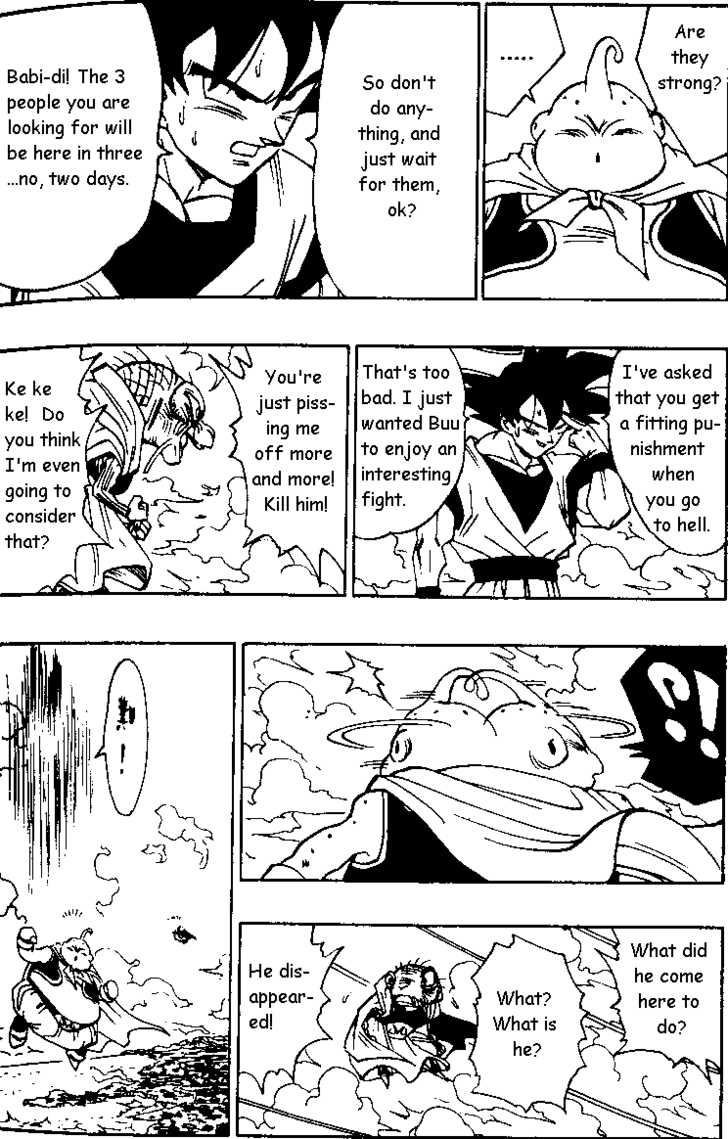 Are
they
strong?
.....
So don't
do any-
thing, and
just wait
for them,
ok?
Babi-di! The 3
people you are
looking for will
be here in three
...no, two days.
I've asked
that you get
a fitting pu-
nishment
when
you go
to hell.
That's too
bad. I just
wanted Buu
to enjoy an
interesting
fight.
You're
just piss-
ing me
off more
and more!
Kill him!
Ke ke
ke! Do
you think
I'm even
going to
consider
that?
?!
!
What did
he come
here to
do?
What?
What is
he?
He dis-
appear-
ed!